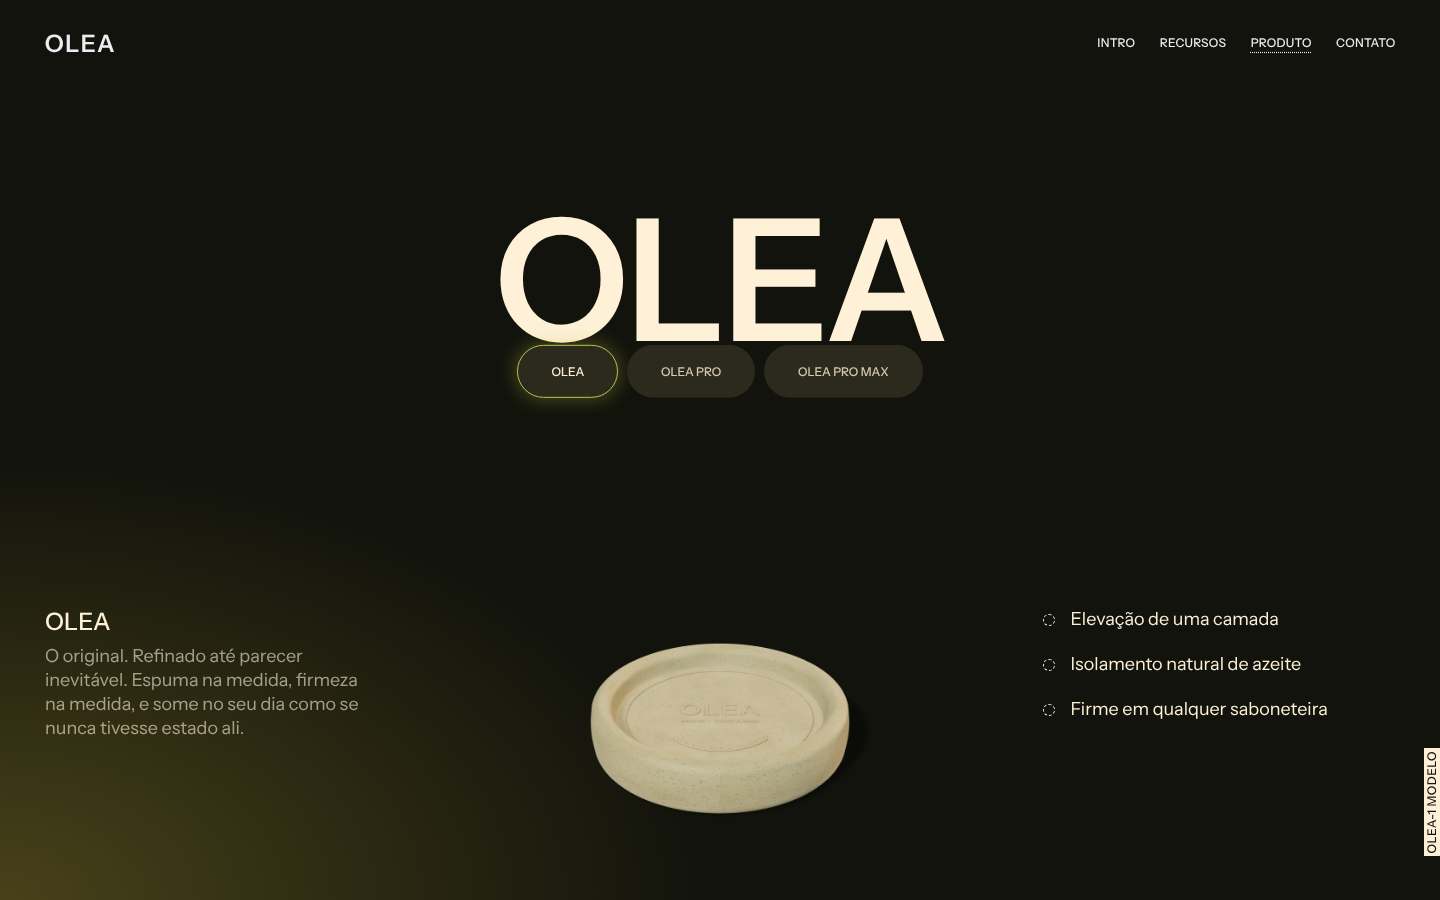 OLEA
INTRO
RECURSOS
PRODUTO
CONTATO
OLEA
OLEA
OLEA PRO
OLEA PRO MAX
OLEA
O original. Refinado até parecer
inevitável. Espuma na medida, firmeza
na medida, e some no seu dia como se
nunca tivesse estado ali.
OLEA
Elevação de uma camada
Isolamento natural de azeite
Firme em qualquer saboneteira
OLEA-1 MODELO